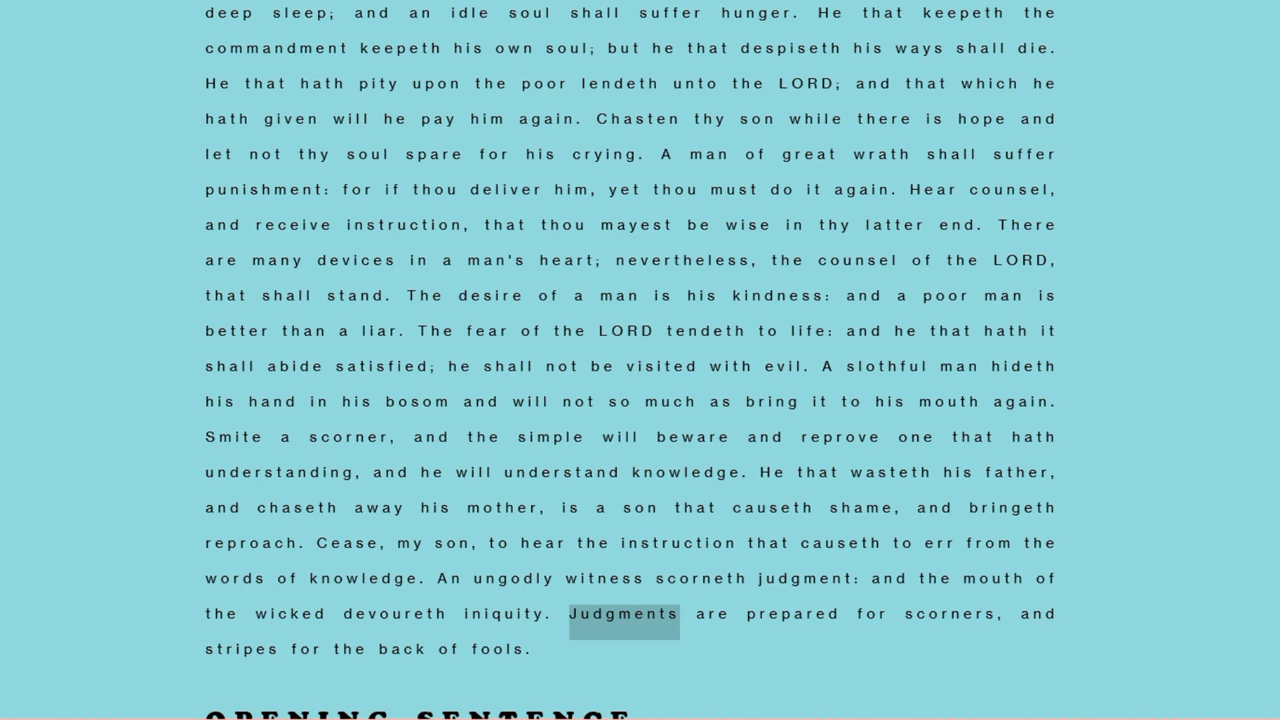 deep sleep; and an idle soul shall suffer hunger. He that keepeth the
commandment keepeth his own soul; but he that despiseth his ways shall die.
He that hath pity upon the poor lendeth unto the LORD; and that which he
hath given will he pay him again. Chasten thy son while there is hope and
let not thy soul spare for his crying. A man of great wrath shall suffer
punishment: for if thou deliver him, yet thou must do it again. Hear counsel,
and receive instruction, that thou mayest be wise in thy latter end. There
are many devices in a man's heart; nevertheless, the counsel of the LORD,
that shall stand. The desire of a man is his kindness: and a poor man is
better than a liar. The fear of the LORD tendeth to life: and he that hath it
shall abide satisfied; he shall not be visited with evil. A slothful man hideth
his hand in his bosom and will not so much as bring it to his mouth again.
Smite a scorner, and the simple will beware and reprove one that hath
understanding, and he will understand knowledge. He that wasteth his father,
and chaseth away his mother, is a son that causeth shame, and bringeth
reproach. Cease, my son, to hear the instruction that causeth to err from the
words of knowledge. An ungodly witness scorneth judgment: and the mouth of
the wicked devoureth iniquity. Judgments are prepared for scorners, and
stripes for the back of fools.
OPENING SENTENCE